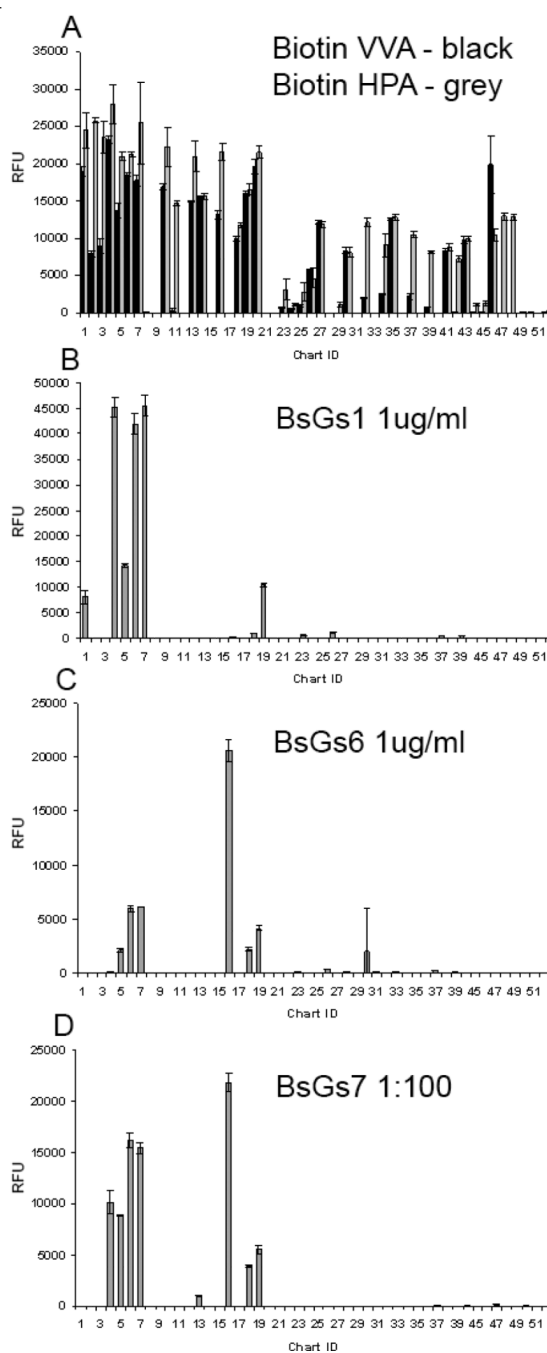 A
Biotin VVA - black
Biotin HPA - grey
35000
30000
25000
20000
15000
10000
5000
0
RFU
1 3 5 7 9 11 13 15 17 19 21 23 25 27 29 31 33 35 37 39 41 43 45 47 49 51
Chart ID
B
BsGs1 1ug/ml
50000
45000
40000
35000
30000
25000
20000
15000
10000
5000
0
RFU
1 3 5 7 9 11 13 15 17 19 21 23 25 27 29 31 33 35 37 39 41 43 45 47 49 51
Chart ID
C
BsGs6 1ug/ml
25000
20000
15000
10000
5000
0
RFU
1 3 5 7 9 11 13 15 17 19 21 23 25 27 29 31 33 35 37 39 41 43 45 47 49 51
Chart ID
D
BsGs7 1:100
25000
20000
15000
10000
5000
0
RFU
1 3 5 7 9 11 13 15 17 19 21 23 25 27 29 31 33 35 37 39 41 43 45 47 49 51
Chart ID